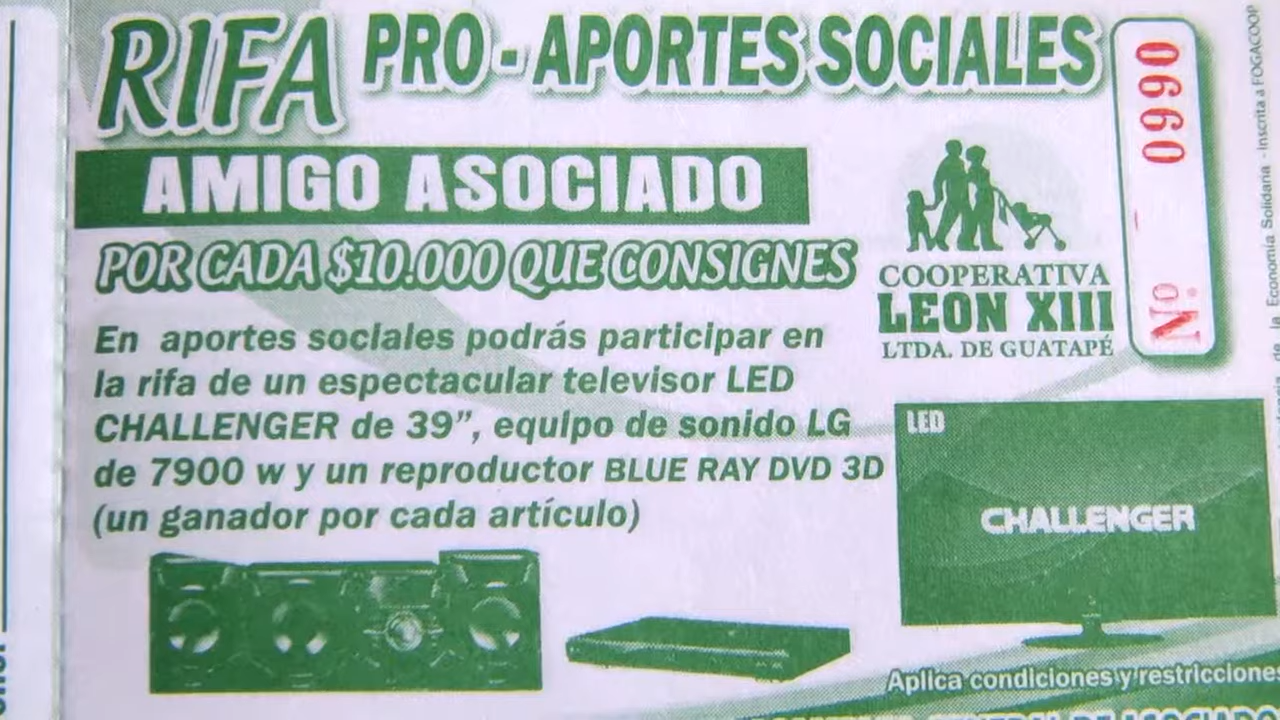 RIFA PRO - APORTES SOCIALES
AMIGO ASOCIADO
POR CADA $10.000 QUE CONSIGNES
En aportes sociales podrás participar en
la rifa de un espectacular televisor LED
CHALLENGER de 39”, equipo de sonido LG
de 7900 w y un reproductor BLUE RAY DVD 3D
(un ganador por cada artículo)
COOPERATIVA
LEON XIII
LTDA. DE GUATAPÉ
Nº. 0990
LED
CHALLENGER
Aplica condiciones y restricciones
la Economía Solidaria - Inscrita a FOGACOOP